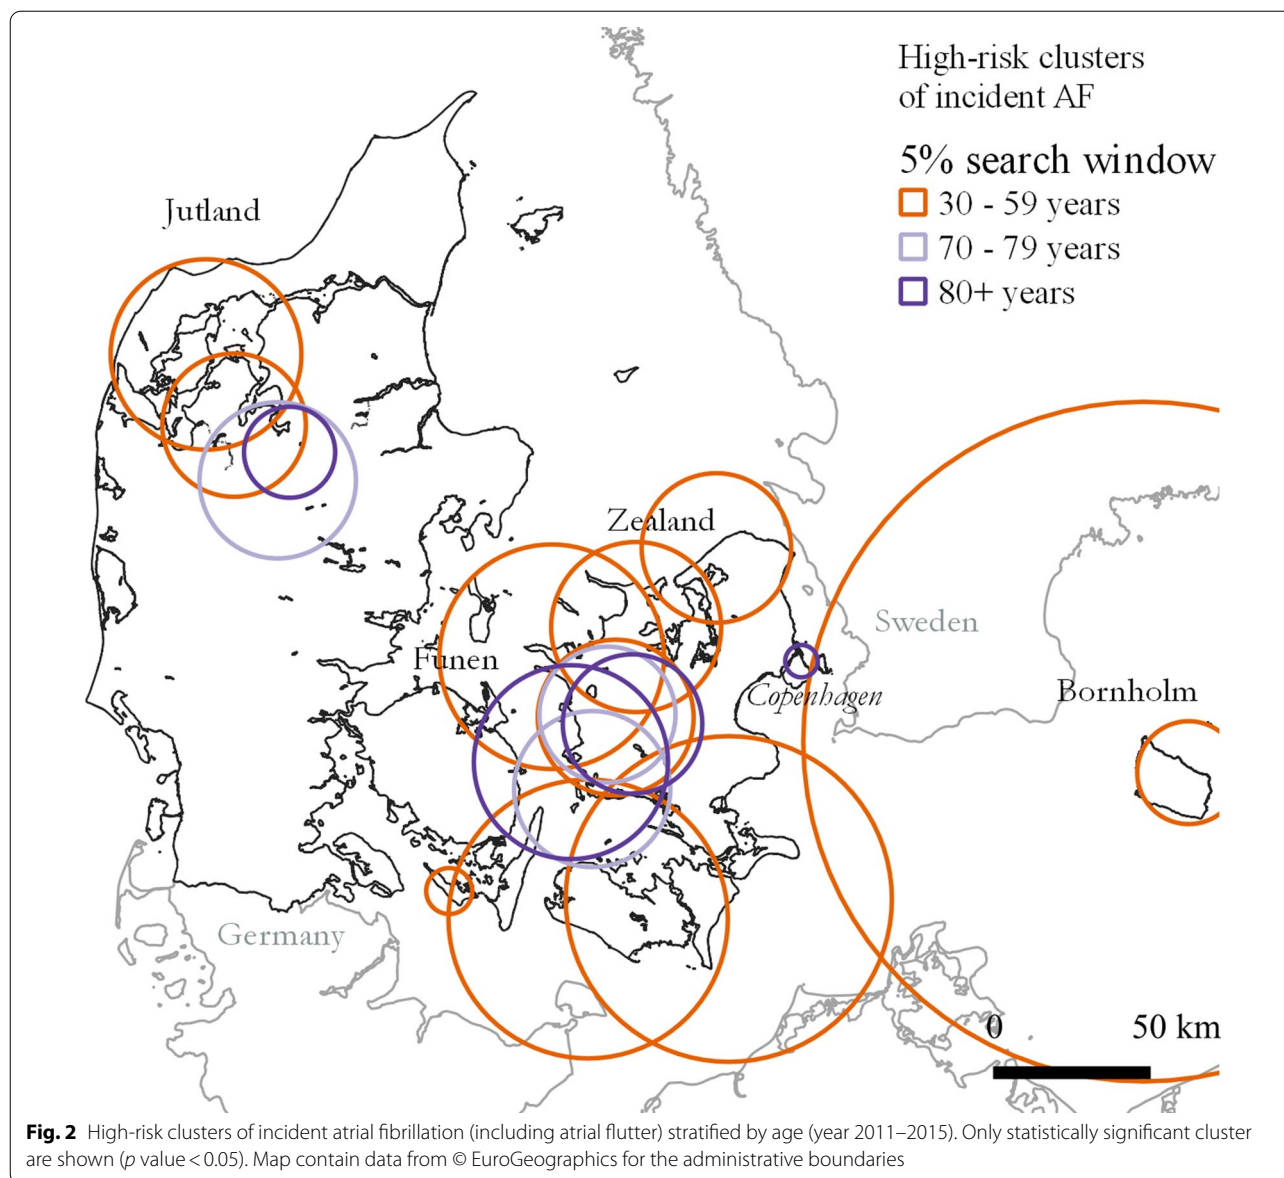 High-risk clusters
of incident AF
5% search window
30 - 59 years
70 - 79 years
80+ years
Jutland
Zealand
Sweden
Funen
Copenhagen
Bornholm
Germany
0 50 km
Fig. 2 High-risk clusters of incident atrial fibrillation (including atrial flutter) stratified by age (year 2011–2015). Only statistically significant cluster
are shown (p value < 0.05). Map contain data from © EuroGeographics for the administrative boundaries